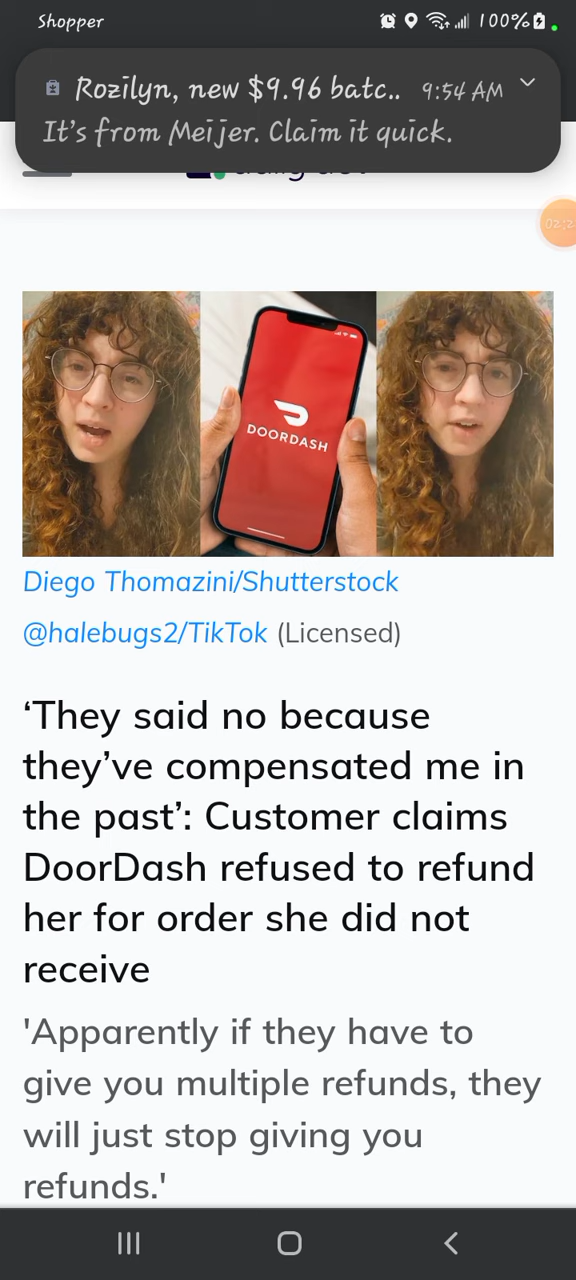 Shopper 100%
Rozilyn, new $9.96 batc.. 9:54 AM
It's from Meijer. Claim it quick.
DOORDASH
Diego Thomazini/Shutterstock
@halebugs2/TikTok (Licensed)
‘They said no because
they’ve compensated me in
the past’: Customer claims
DoorDash refused to refund
her for order she did not
receive
'Apparently if they have to
give you multiple refunds, they
will just stop giving you
refunds.'